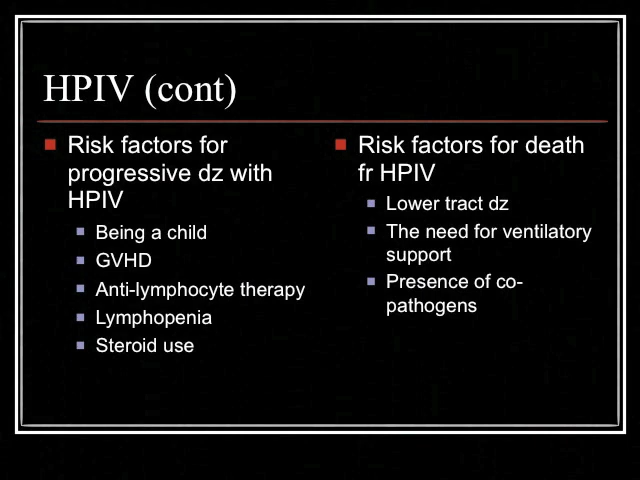 HPIV (cont)
Risk factors for
progressive dz with
HPIV
Being a child
GVHD
Anti-lymphocyte therapy
Lymphopenia
Steroid use
Risk factors for death
fr HPIV
Lower tract dz
The need for ventilatory
support
Presence of co-
pathogens